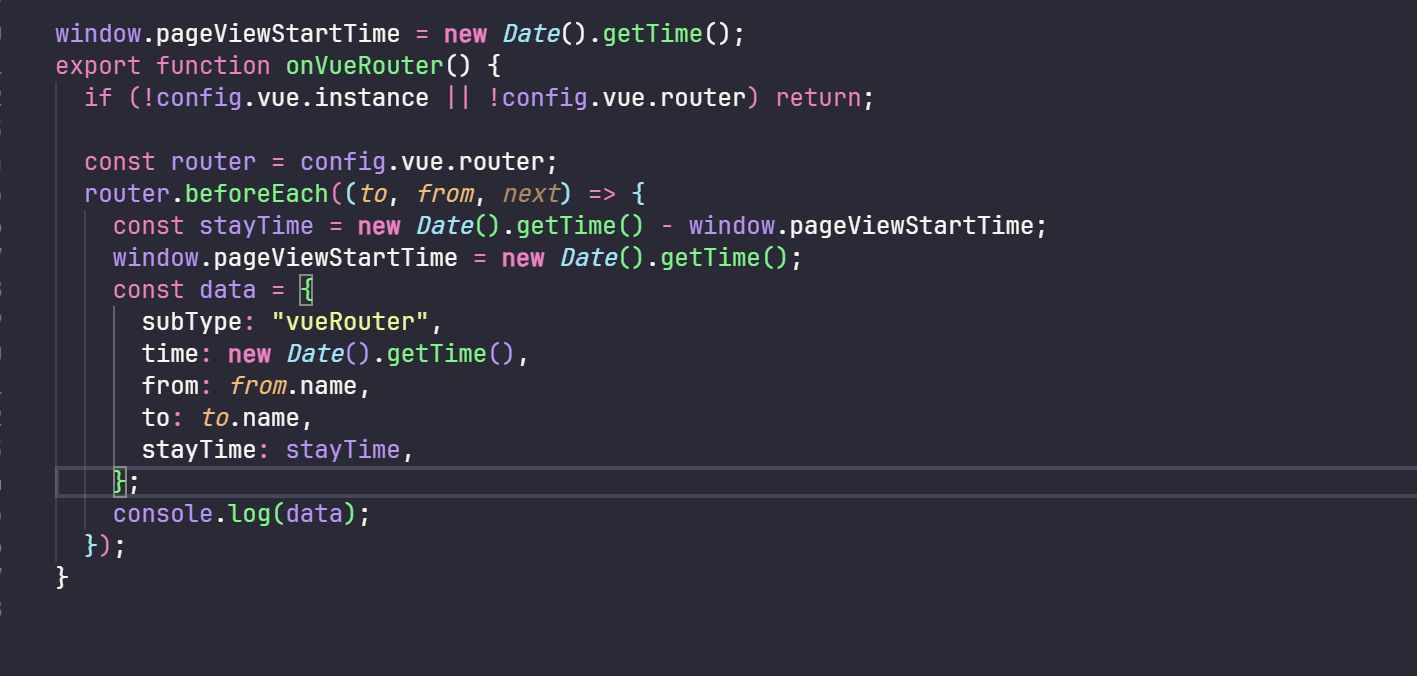 window.pageViewStartTime = new Date().getTime();
export function onVueRouter() {
  if (!config.vue.instance || !config.vue.router) return;

  const router = config.vue.router;
  router.beforeEach((to, from, next) => {
    const stayTime = new Date().getTime() - window.pageViewStartTime;
    window.pageViewStartTime = new Date().getTime();
    const data = {
      subType: "vueRouter",
      time: new Date().getTime(),
      from: from.name,
      to: to.name,
      stayTime: stayTime,
    };
    console.log(data);
  });
}